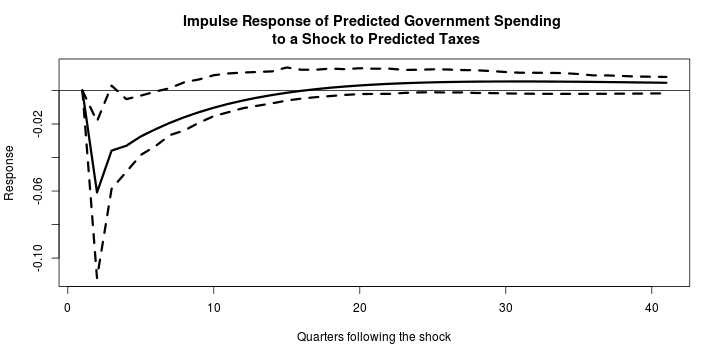 Impulse Response of Predicted Government Spending
to a Shock to Predicted Taxes
Response
-0.02
-0.06
-0.10
0 10 20 30 40
Quarters following the shock